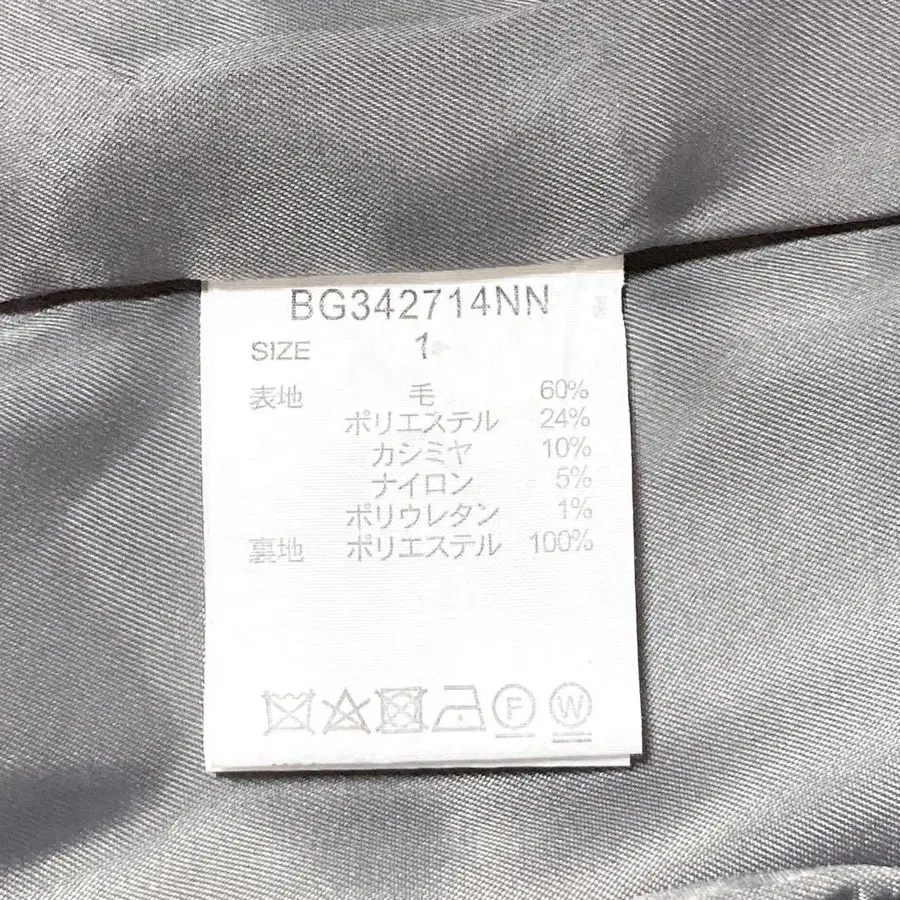 BG342714NN
SIZE 1
表地 毛 60%
ポリエステル 24%
カシミヤ 10%
ナイロン 5%
ポリウレタン 1%
裏地 ポリエステル 100%
F W